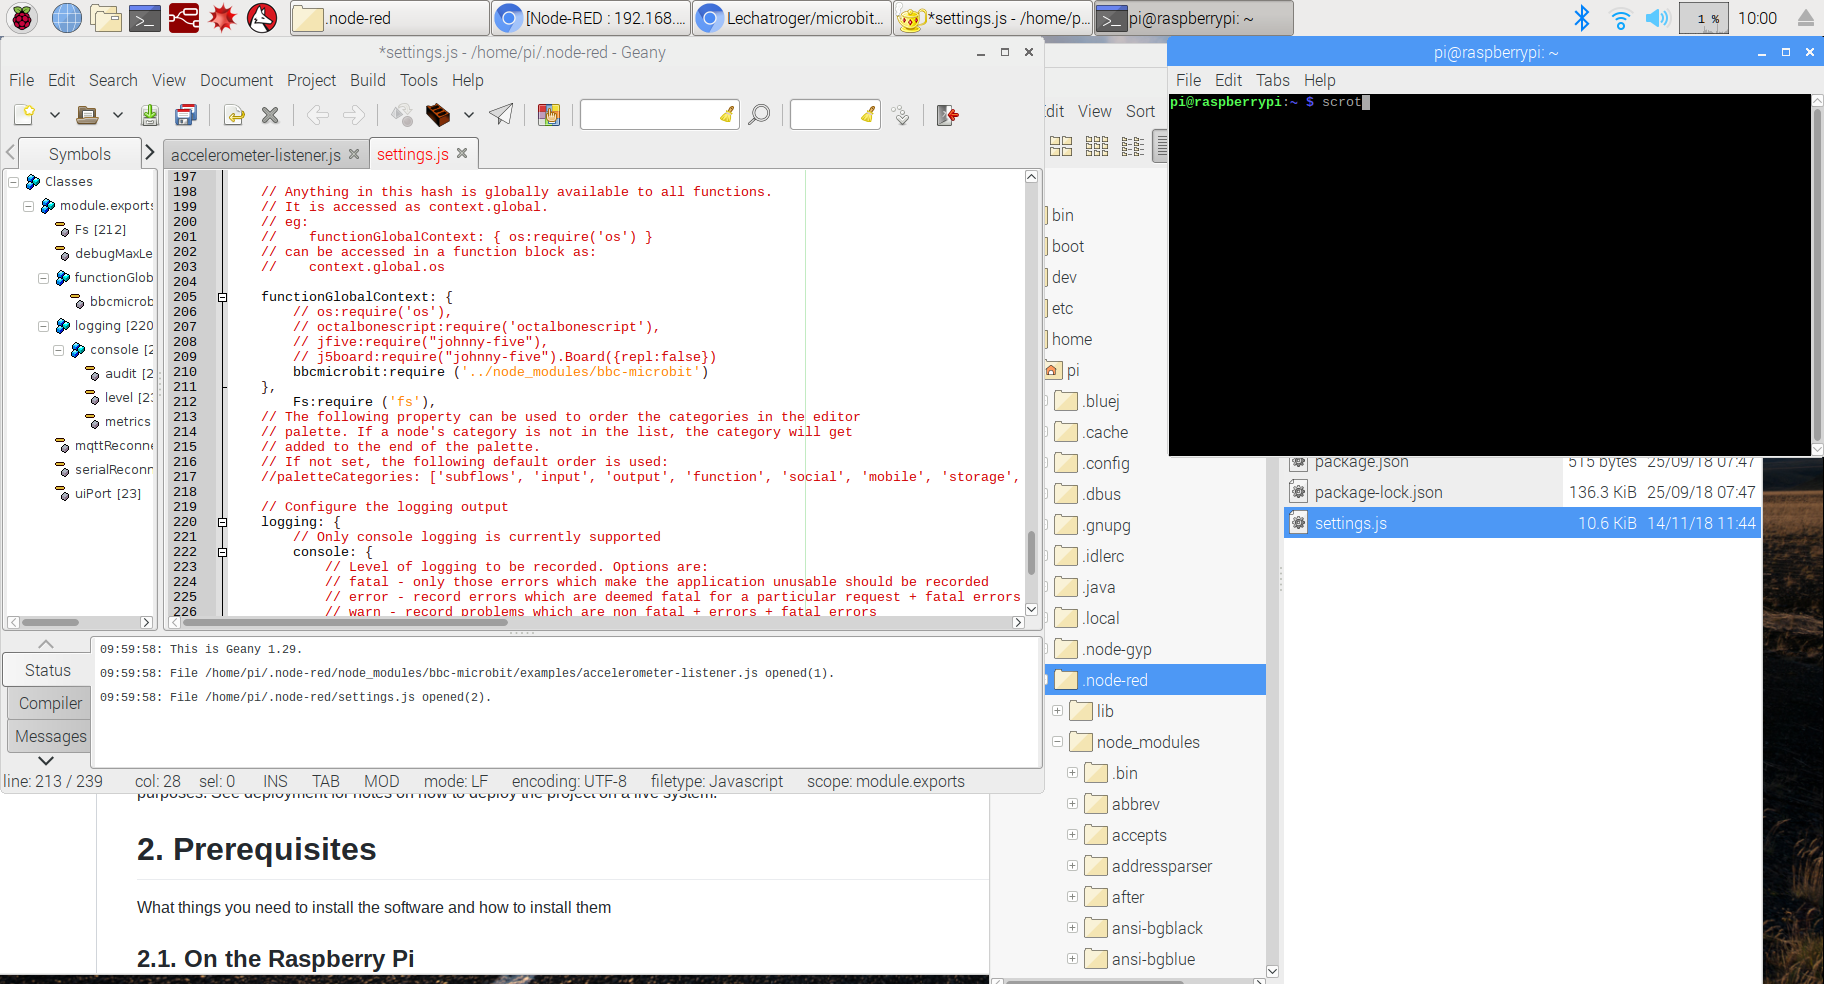 .node-red
[Node-RED : 192.168....
Lechatroger/microbit...
*settings.js - /home/p...
pi@raspberrypi: ~
1 %
10:00
*settings.js - /home/pi/.node-red - Geany
File Edit Search View Document Project Build Tools Help
Symbols
accelerometer-listener.js
settings.js
Classes
module.exports
Fs [212]
debugMaxLe
functionGlob
bbcmicrob
logging [220
console [2
audit [2
level [23
metrics
mqttReconne
serialReconn
uiPort [23]
197
198 // Anything in this hash is globally available to all functions.
199 // It is accessed as context.global.
200 // eg:
201 //    functionGlobalContext: { os:require('os') }
202 // can be accessed in a function block as:
203 //    context.global.os
204
205 functionGlobalContext: {
206 // os:require('os'),
207 // octalbonescript:require('octalbonescript'),
208 // jfive:require("johnny-five"),
209 // j5board:require("johnny-five").Board({repl:false})
210 bbcmicrobit:require ('../node_modules/bbc-microbit')
211 },
212 Fs:require ('fs'),
213 // The following property can be used to order the categories in the editor
214 // palette. If a node's category is not in the list, the category will get
215 // added to the end of the palette.
216 // If not set, the following default order is used:
217 //paletteCategories: ['subflows', 'input', 'output', 'function', 'social', 'mobile', 'storage',
218
219 // Configure the logging output
220 logging: {
221 // Only console logging is currently supported
222 console: {
223 // Level of logging to be recorded. Options are:
224 // fatal - only those errors which make the application unusable should be recorded
225 // error - record errors which are deemed fatal for a particular request + fatal errors
226 // warn - record problems which are non fatal + errors + fatal errors
Status
Compiler
Messages
09:59:58: This is Geany 1.29.
09:59:58: File /home/pi/.node-red/node_modules/bbc-microbit/examples/accelerometer-listener.js opened(1).
09:59:58: File /home/pi/.node-red/settings.js opened(2).
line: 213 / 239 col: 28 sel: 0 INS TAB MOD mode: LF encoding: UTF-8 filetype: Javascript scope: module.exports
purposes. See deployment for notes on how to deploy the project on a live system.
2. Prerequisites
What things you need to install the software and how to install them
2.1. On the Raspberry Pi
dit View Sort
bin
boot
dev
etc
home
pi
.bluej
.cache
.config
.dbus
.gnupg
.idlerc
.java
.local
.node-gyp
.node-red
lib
node_modules
.bin
abbrev
accepts
addressparser
after
ansi-bgblack
ansi-bgblue
pi@raspberrypi: ~
File Edit Tabs Help
pi@raspberrypi:~ $ scrot
package.json 515 bytes 25/09/18 07:47
package-lock.json 136.3 KiB 25/09/18 07:47
settings.js 10.6 KiB 14/11/18 11:44